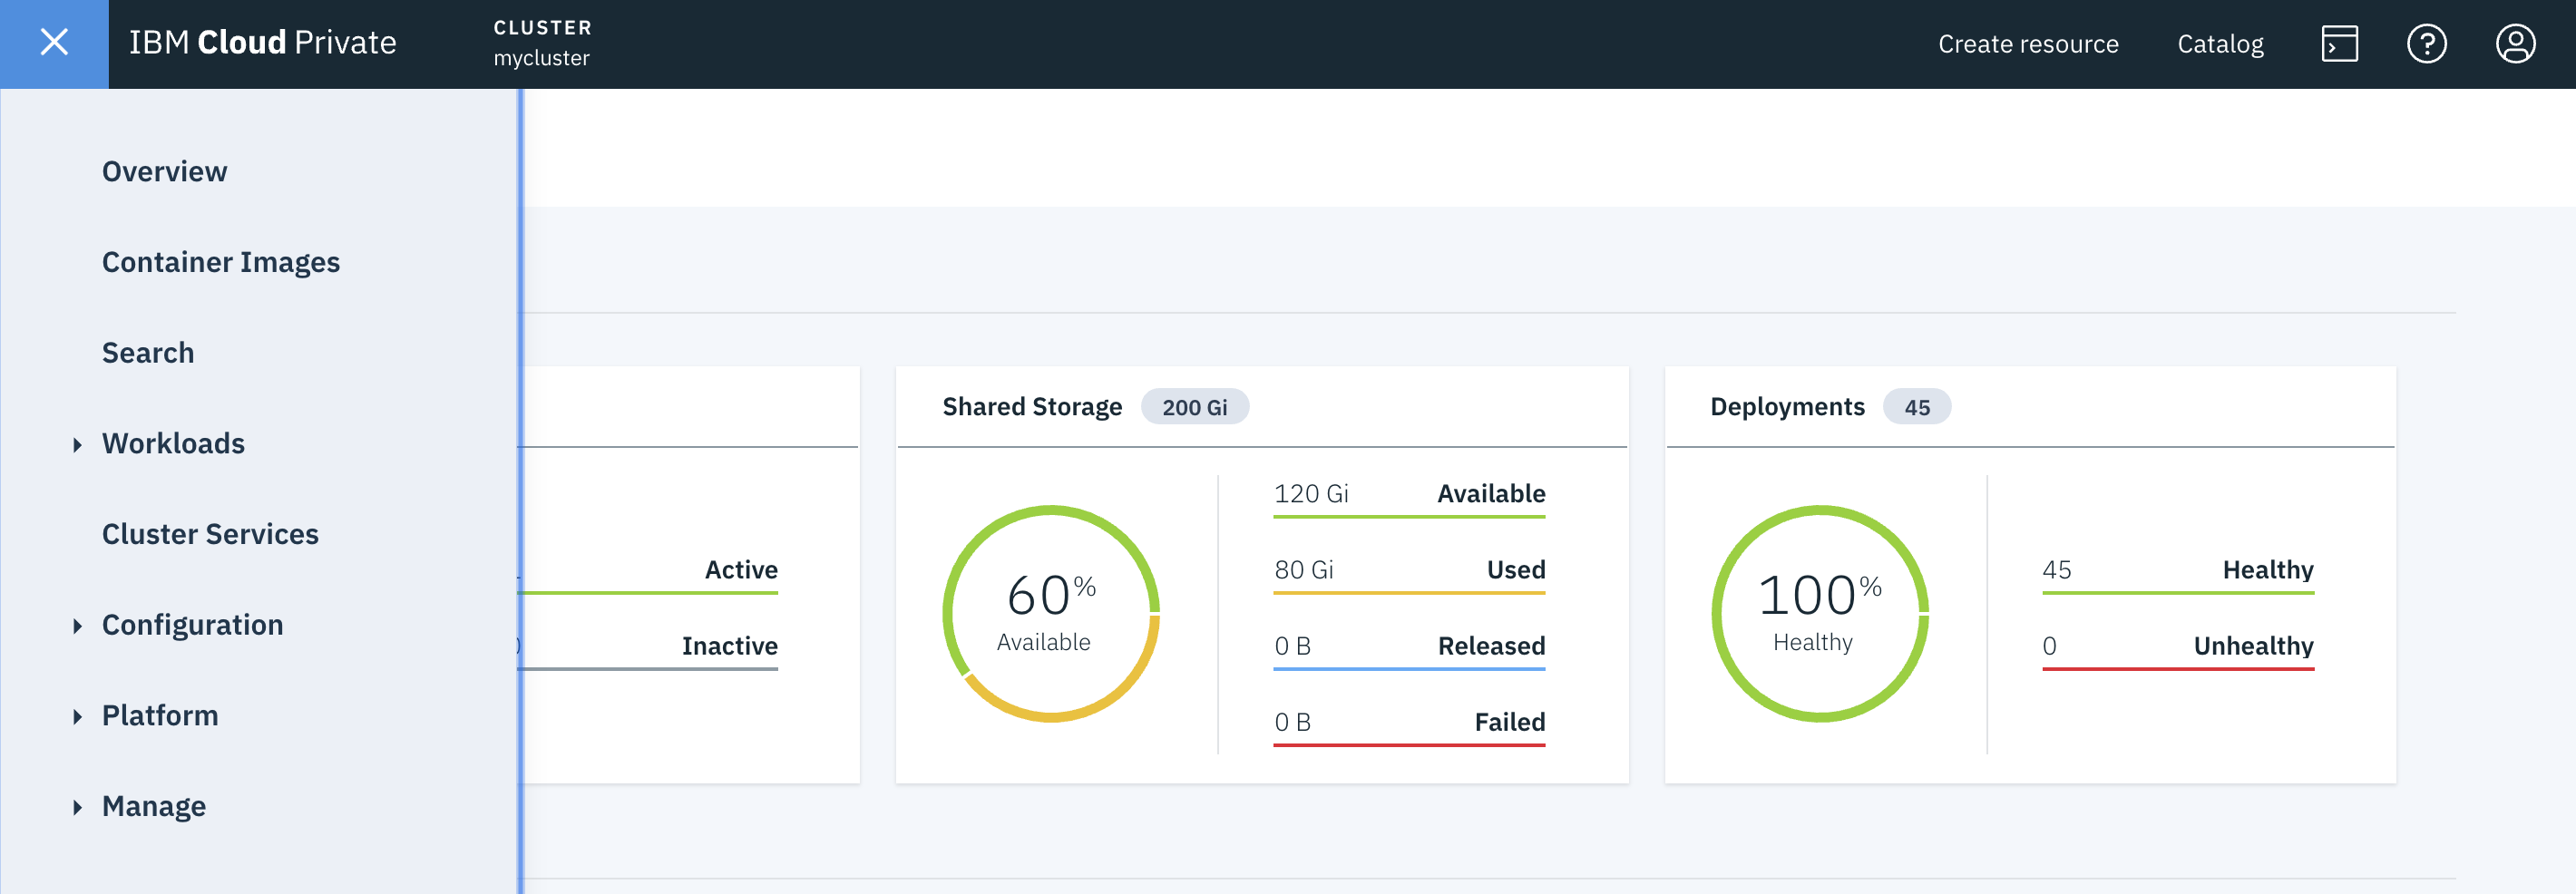 IBM Cloud Private
CLUSTER
mycluster
Create resource
Catalog
Overview
Container Images
Search
Workloads
Cluster Services
Configuration
Platform
Manage
Active
Inactive
Shared Storage 200 Gi
60%
Available
120 Gi Available
80 Gi Used
0 B Released
0 B Failed
Deployments 45
100%
Healthy
45 Healthy
0 Unhealthy